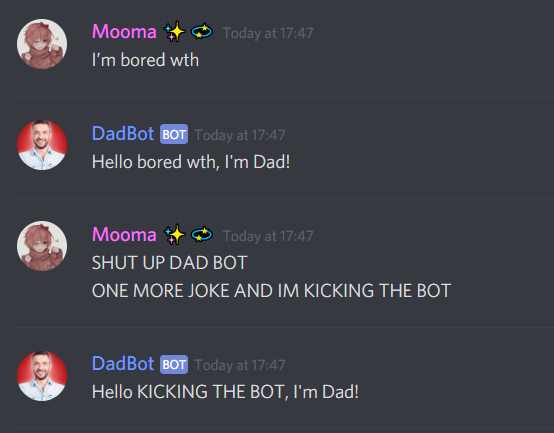 Mooma ✨ 💫 Today at 17:47
I’m bored wth
DadBot BOT Today at 17:47
Hello bored wth, I'm Dad!
Mooma ✨ 💫 Today at 17:47
SHUT UP DAD BOT
ONE MORE JOKE AND IM KICKING THE BOT
DadBot BOT Today at 17:47
Hello KICKING THE BOT, I'm Dad!